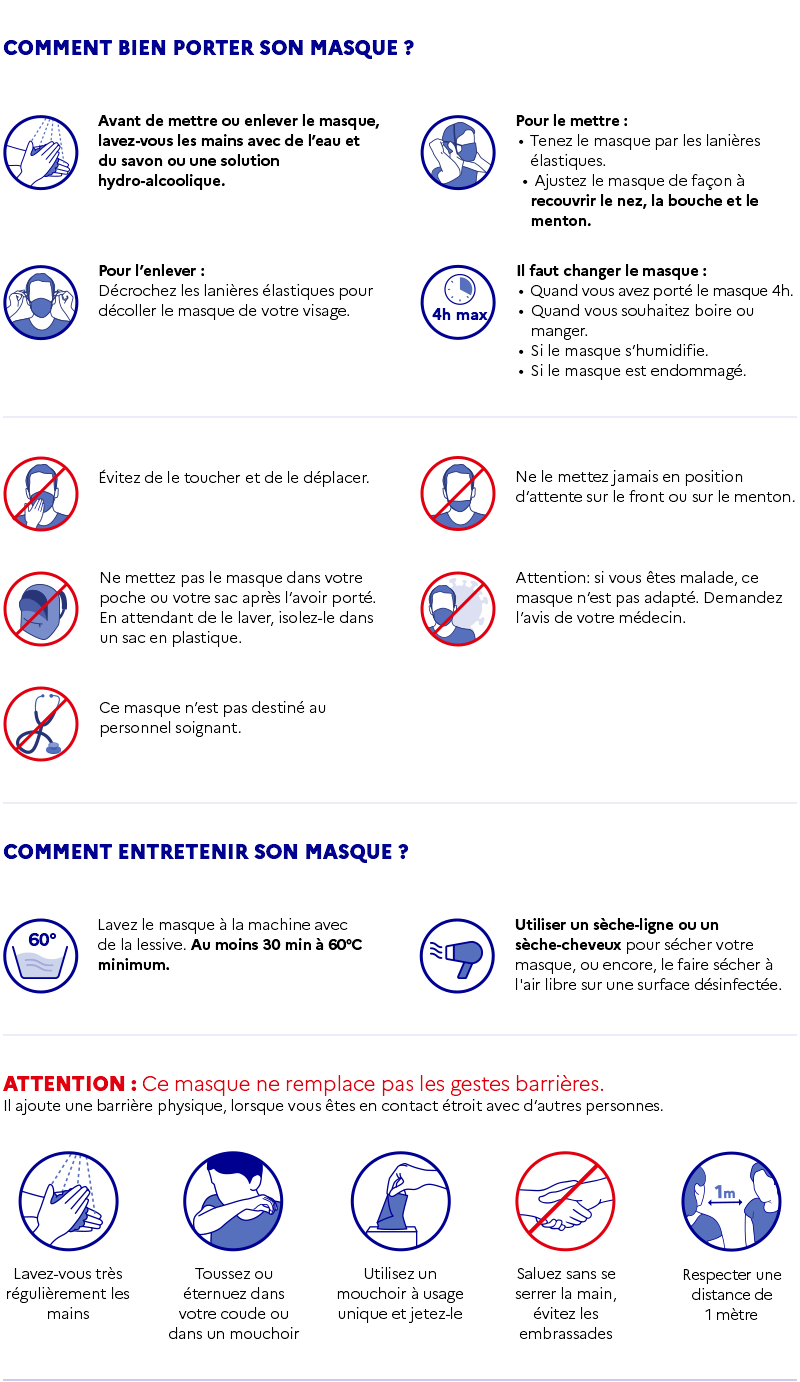 COMMENT BIEN PORTER SON MASQUE ?
Avant de mettre ou enlever le masque,
lavez-vous les mains avec de l’eau et
du savon ou une solution
hydro-alcoolique.
Pour le mettre :
• Tenez le masque par les lanières
élastiques.
• Ajustez le masque de façon à
recouvrir le nez, la bouche et le
menton.
Pour l’enlever :
Décrochez les lanières élastiques pour
décoller le masque de votre visage.
4h max
Il faut changer le masque :
• Quand vous avez porté le masque 4h.
• Quand vous souhaitez boire ou
manger.
• Si le masque s’humidifie.
• Si le masque est endommagé.
Évitez de le toucher et de le déplacer.
Ne le mettez jamais en position
d’attente sur le front ou sur le menton.
Ne mettez pas le masque dans votre
poche ou votre sac après l’avoir porté.
En attendant de le laver, isolez-le dans
un sac en plastique.
Attention: si vous êtes malade, ce
masque n’est pas adapté. Demandez
l’avis de votre médecin.
Ce masque n’est pas destiné au
personnel soignant.
COMMENT ENTRETENIR SON MASQUE ?
60°
Lavez le masque à la machine avec
de la lessive. Au moins 30 min à 60°C
minimum.
Utiliser un sèche-ligne ou un
sèche-cheveux pour sécher votre
masque, ou encore, le faire sécher à
l'air libre sur une surface désinfectée.
ATTENTION : Ce masque ne remplace pas les gestes barrières.
Il ajoute une barrière physique, lorsque vous êtes en contact étroit avec d’autres personnes.
Lavez-vous très
régulièrement les
mains
Toussez ou
éternuez dans
votre coude ou
dans un mouchoir
Utilisez un
mouchoir à usage
unique et jetez-le
Saluez sans se
serrer la main,
évitez les
embrassades
1m
Respecter une
distance de
1 mètre